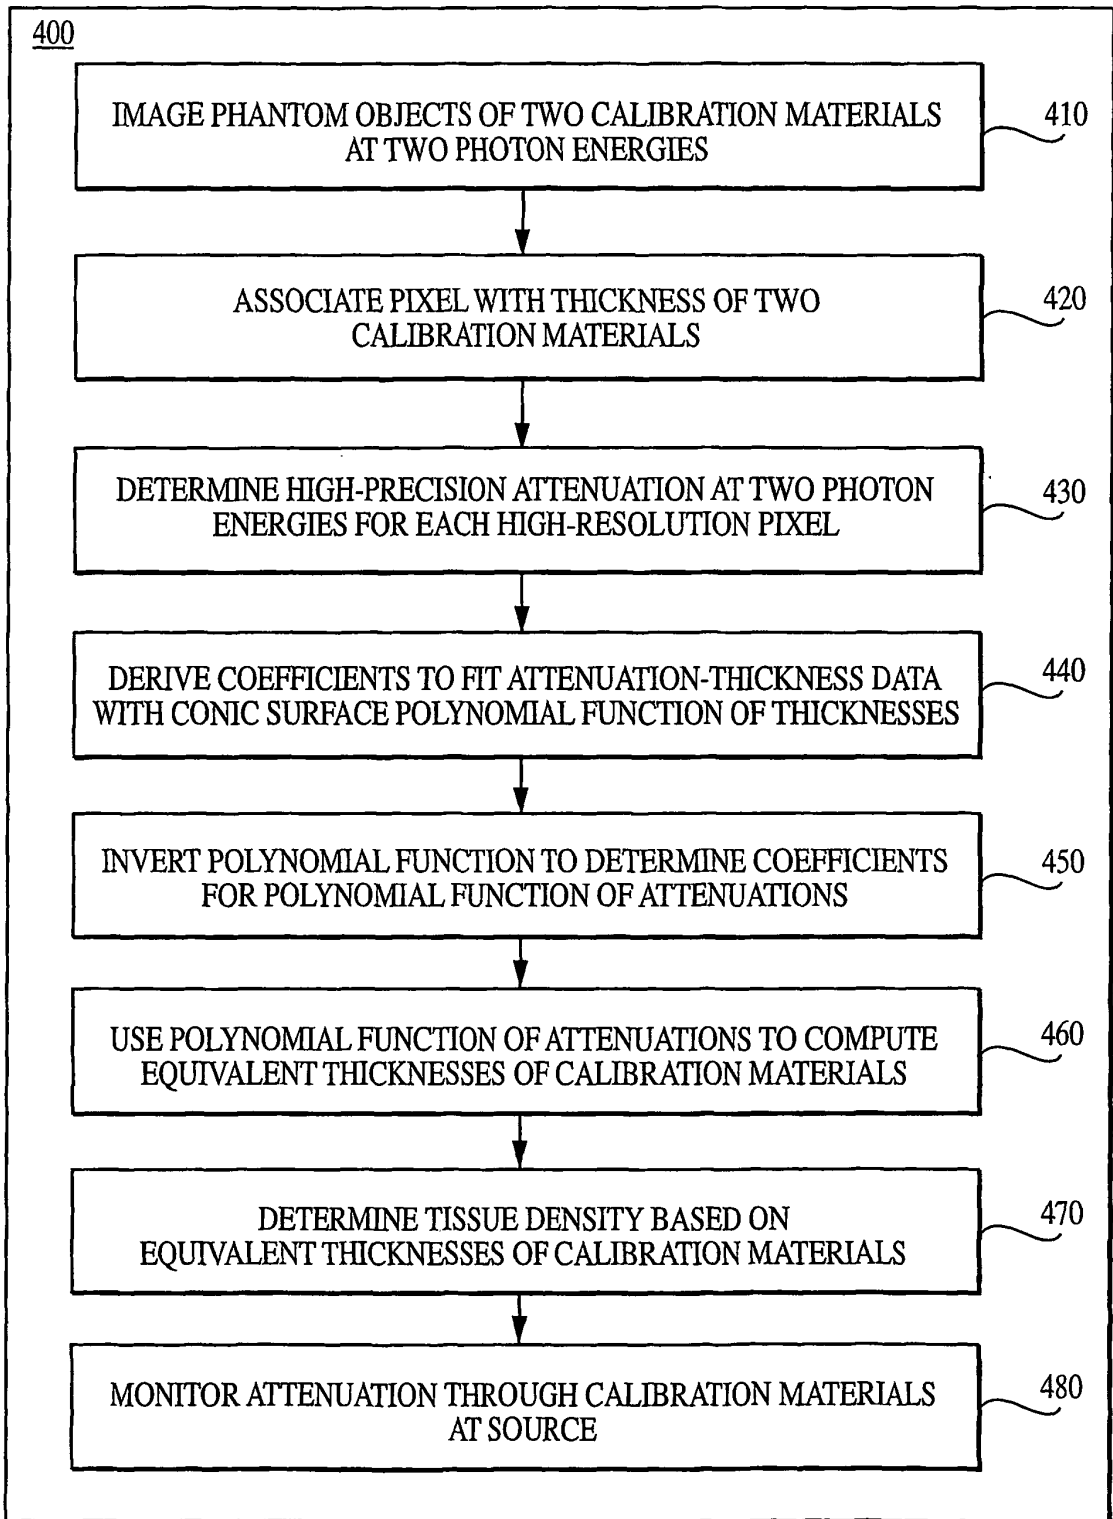 400
IMAGE PHANTOM OBJECTS OF TWO CALIBRATION MATERIALS
AT TWO PHOTON ENERGIES
410
ASSOCIATE PIXEL WITH THICKNESS OF TWO
CALIBRATION MATERIALS
420
DETERMINE HIGH-PRECISION ATTENUATION AT TWO PHOTON
ENERGIES FOR EACH HIGH-RESOLUTION PIXEL
430
DERIVE COEFFICIENTS TO FIT ATTENUATION-THICKNESS DATA
WITH CONIC SURFACE POLYNOMIAL FUNCTION OF THICKNESSES
440
INVERT POLYNOMIAL FUNCTION TO DETERMINE COEFFICIENTS
FOR POLYNOMIAL FUNCTION OF ATTENUATIONS
450
USE POLYNOMIAL FUNCTION OF ATTENUATIONS TO COMPUTE
EQUIVALENT THICKNESSES OF CALIBRATION MATERIALS
460
DETERMINE TISSUE DENSITY BASED ON
EQUIVALENT THICKNESSES OF CALIBRATION MATERIALS
470
MONITOR ATTENUATION THROUGH CALIBRATION MATERIALS
AT SOURCE
480